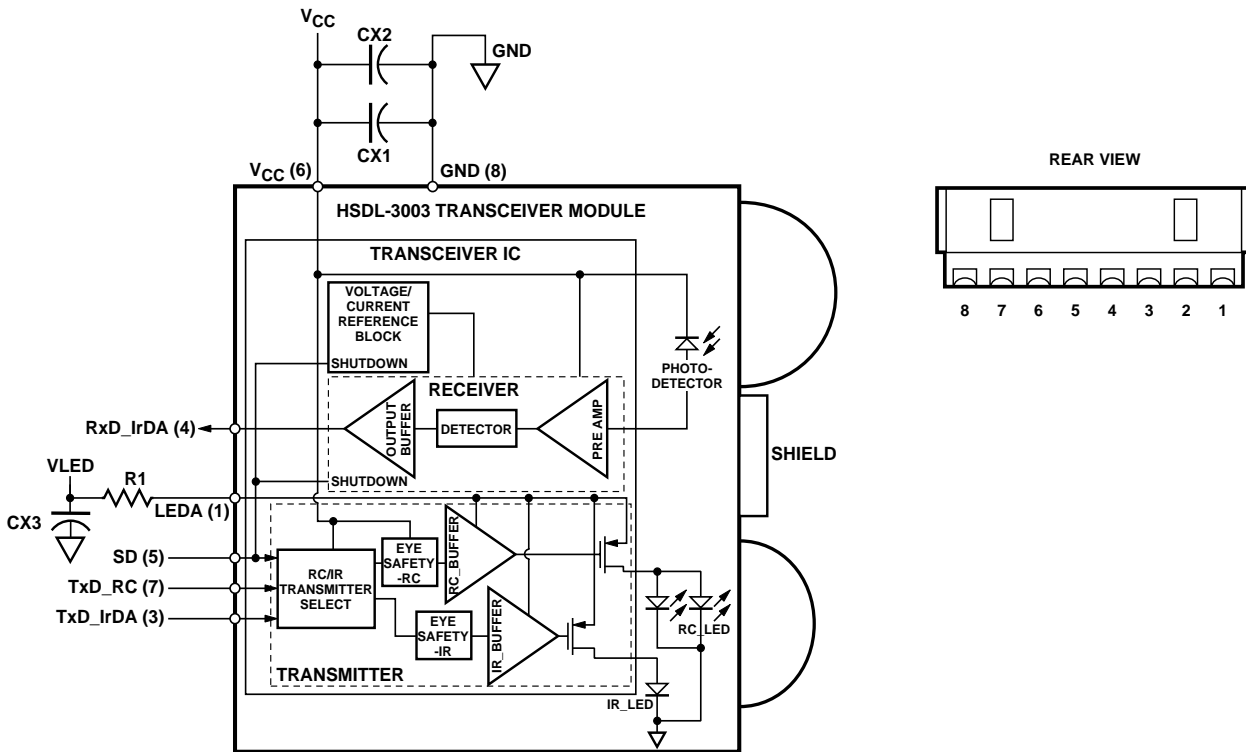 VCC
CX2
GND
CX1
VCC (6)
GND (8)
HSDL-3003 TRANSCEIVER MODULE
TRANSCEIVER IC
VOLTAGE/
CURRENT
REFERENCE
BLOCK
SHUTDOWN
PHOTO-
DETECTOR
RECEIVER
OUTPUT
BUFFER
DETECTOR
PRE AMP
RxD_IrDA (4)
SHUTDOWN
SHIELD
VLED
R1
LEDA (1)
CX3
SD (5)
TxD_RC (7)
TxD_IrDA (3)
RC/IR
TRANSMITTER
SELECT
EYE
SAFETY
-RC
RC_BUFFER
EYE
SAFETY
-IR
IR_BUFFER
RC_LED
TRANSMITTER
IR_LED
REAR VIEW
8 7 6 5 4 3 2 1